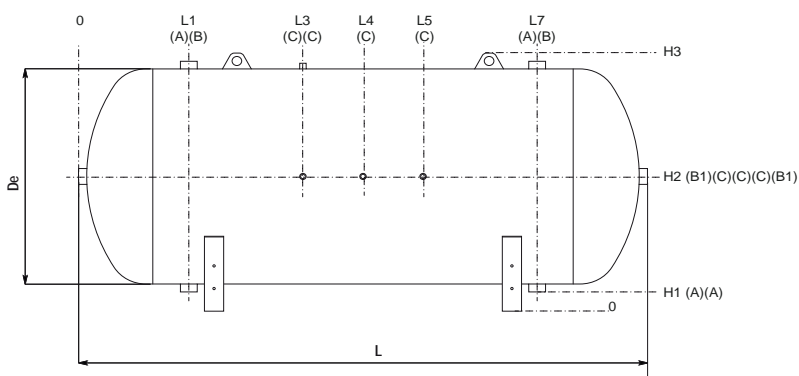 0
L1
(A)(B)
L3
(C)(C)
L4
(C)
L5
(C)
L7
(A)(B)
H3
De
H2 (B1)(C)(C)(C)(B1)
H1 (A)(A)
0
L